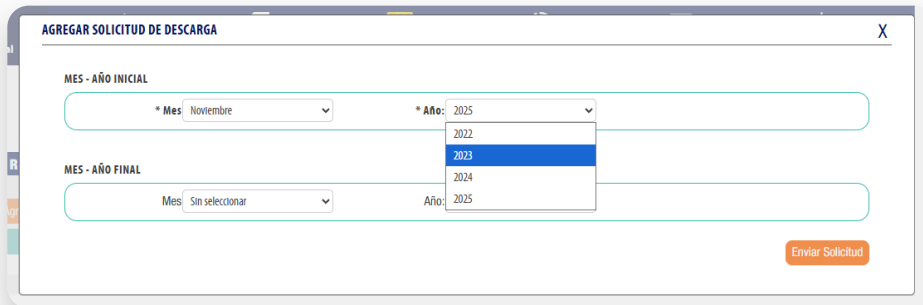 AGREGAR SOLICITUD DE DESCARGA X
MES - AÑO INICIAL
* Mes Noviembre * Año: 2025
2022
2023
2024
2025
MES - AÑO FINAL
Mes Sin seleccionar Año:
Enviar Solicitud